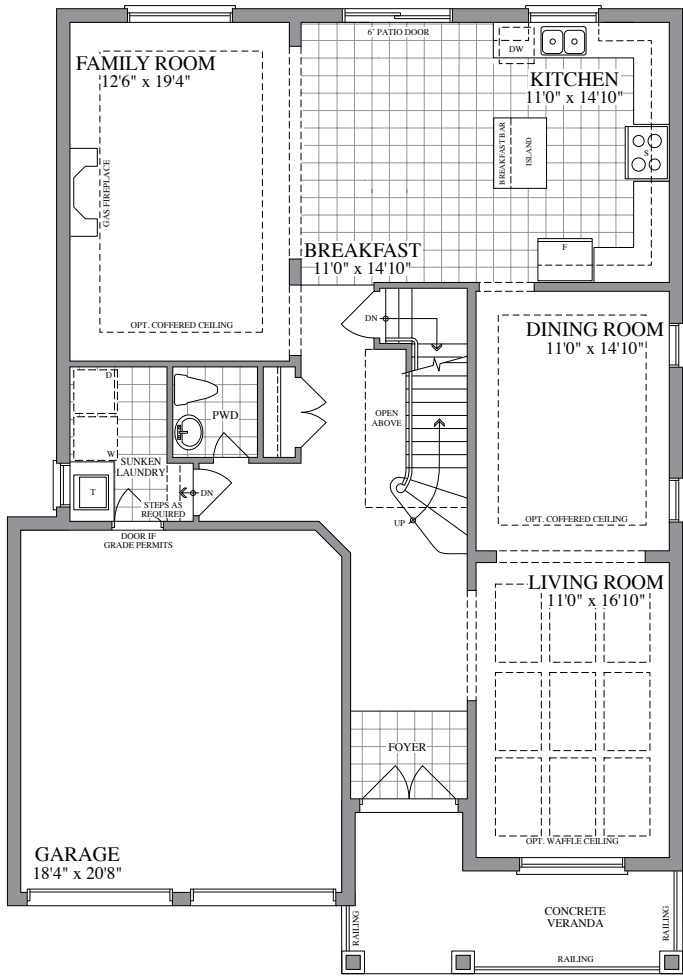 6' PATIO DOOR
FAMILY ROOM
12'6" x 19'4"
DW
KITCHEN
11'0" x 14'10"
BREAKFAST BAR
ISLAND
S
GAS FIREPLACE
F
BREAKFAST
11'0" x 14'10"
OPT. COFFERED CEILING
DN
DINING ROOM
11'0" x 14'10"
D
PWD
OPEN
ABOVE
W
SUNKEN
LAUNDRY
T
DN
STEPS AS
REQUIRED
UP
OPT. COFFERED CEILING
DOOR IF
GRADE PERMITS
LIVING ROOM
11'0" x 16'10"
FOYER
OPT. WAFFLE CEILING
GARAGE
18'4" x 20'8"
CONCRETE
VERANDA
RAILING
RAILING
RAILING